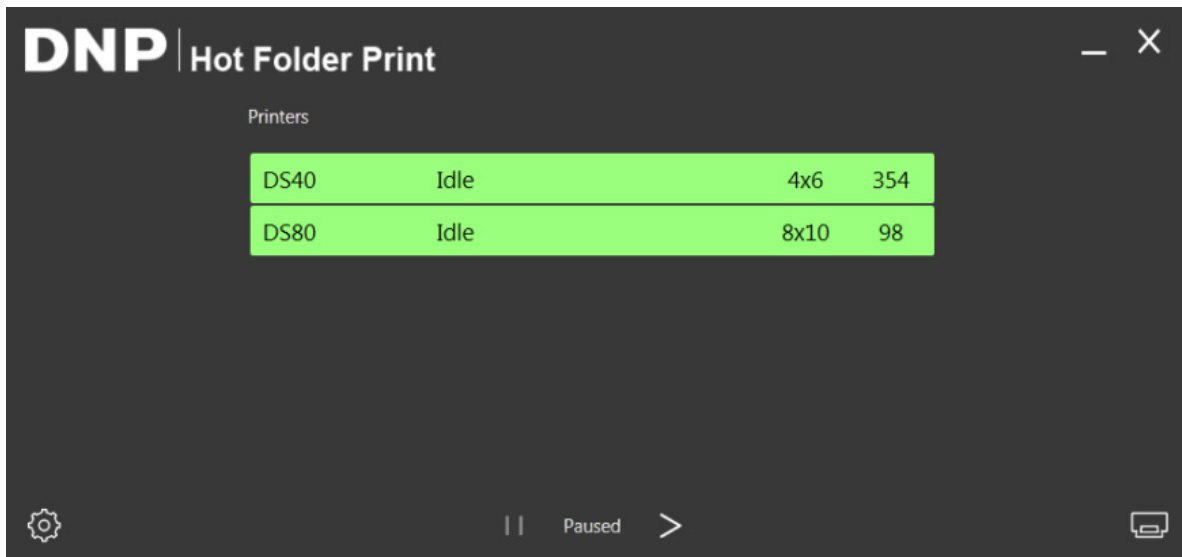 DNP Hot Folder Print
Printers
DS40 Idle 4x6 354
DS80 Idle 8x10 98
Paused